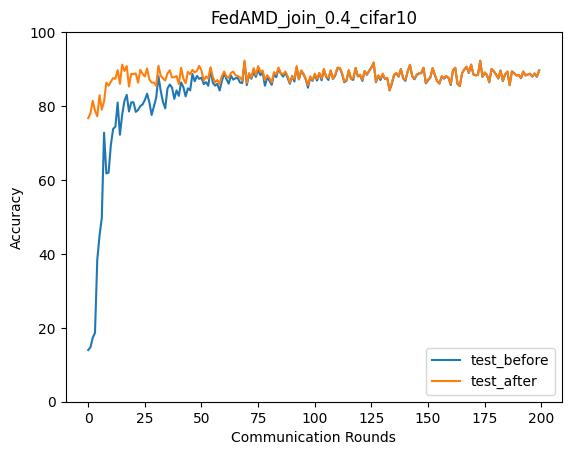 FedAMD_join_0.4_cifar10
100
80
60
40
20
0
Accuracy
0 25 50 75 100 125 150 175 200
Communication Rounds
test_before
test_after